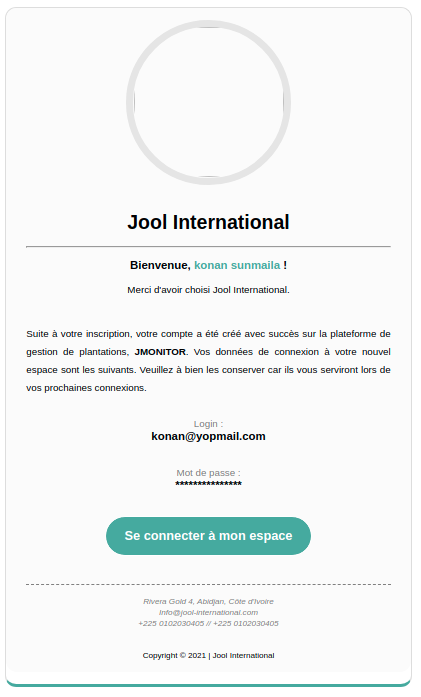 Jool International
Bienvenue, konan sunmaila !
Merci d'avoir choisi Jool International.
Suite à votre inscription, votre compte a été créé avec succès sur la plateforme de
gestion de plantations, JMONITOR. Vos données de connexion à votre nouvel
espace sont les suivants. Veuillez à bien les conserver car ils vous serviront lors de
vos prochaines connexions.
Login :
konan@yopmail.com
Mot de passe :
***************
Se connecter à mon espace
Rivera Gold 4, Abidjan, Côte d'Ivoire
Info@jool-international.com
+225 0102030405 // +225 0102030405
Copyright © 2021 | Jool International